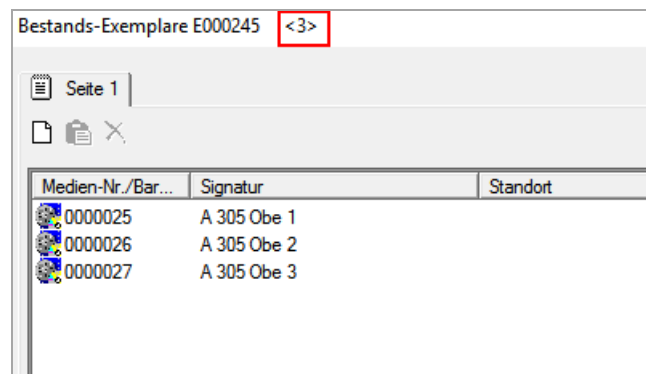 Bestands-Exemplare E000245 <3>
Seite 1
Medien-Nr./Bar... Signatur Standort
0000025 A 305 Obe 1
0000026 A 305 Obe 2
0000027 A 305 Obe 3